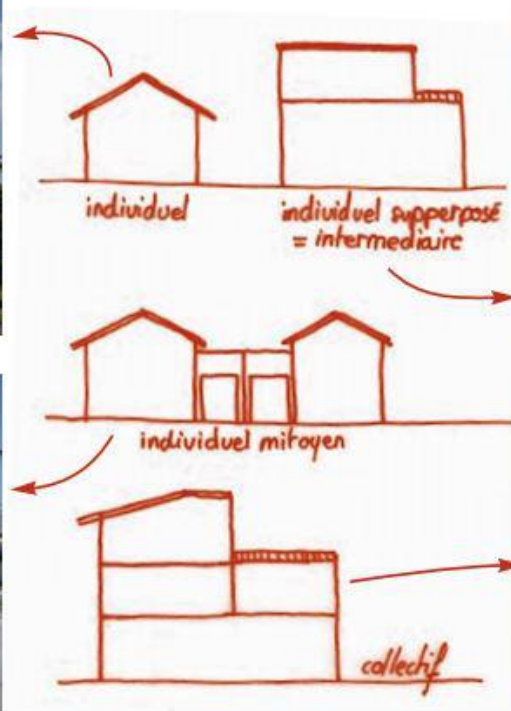 individuel
individuel supperposé
= intermediaire
individuel mitoyen
collectif